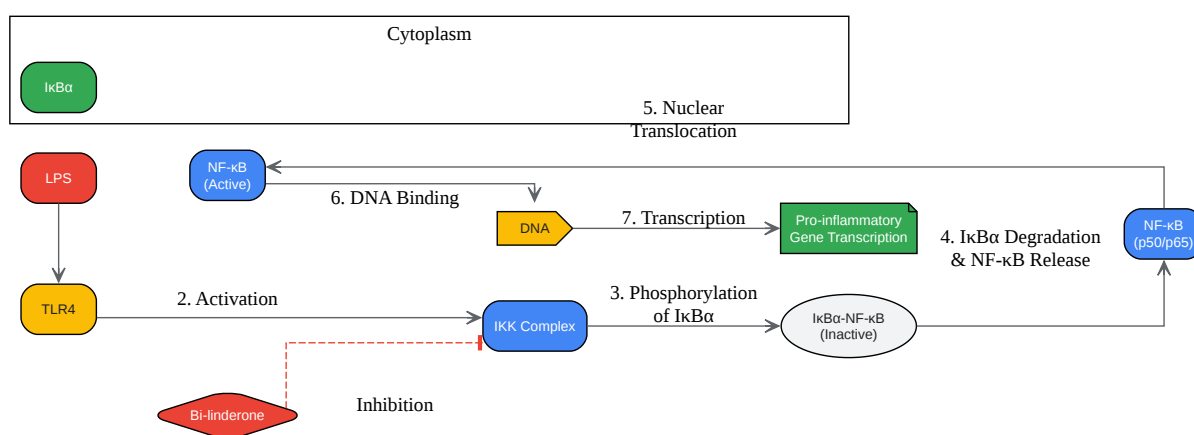 Cytoplasm
IκBα
5. Nuclear
Translocation
LPS
NF-κB
(Active)
6. DNA Binding
DNA
7. Transcription
Pro-inflammatory
Gene Transcription
4. IκBα Degradation
& NF-κB Release
NF-κB
(p50/p65)
TLR4
2. Activation
IKK Complex
3. Phosphorylation
of IκBα
IκBα-NF-κB
(Inactive)
Bi-linderone
Inhibition